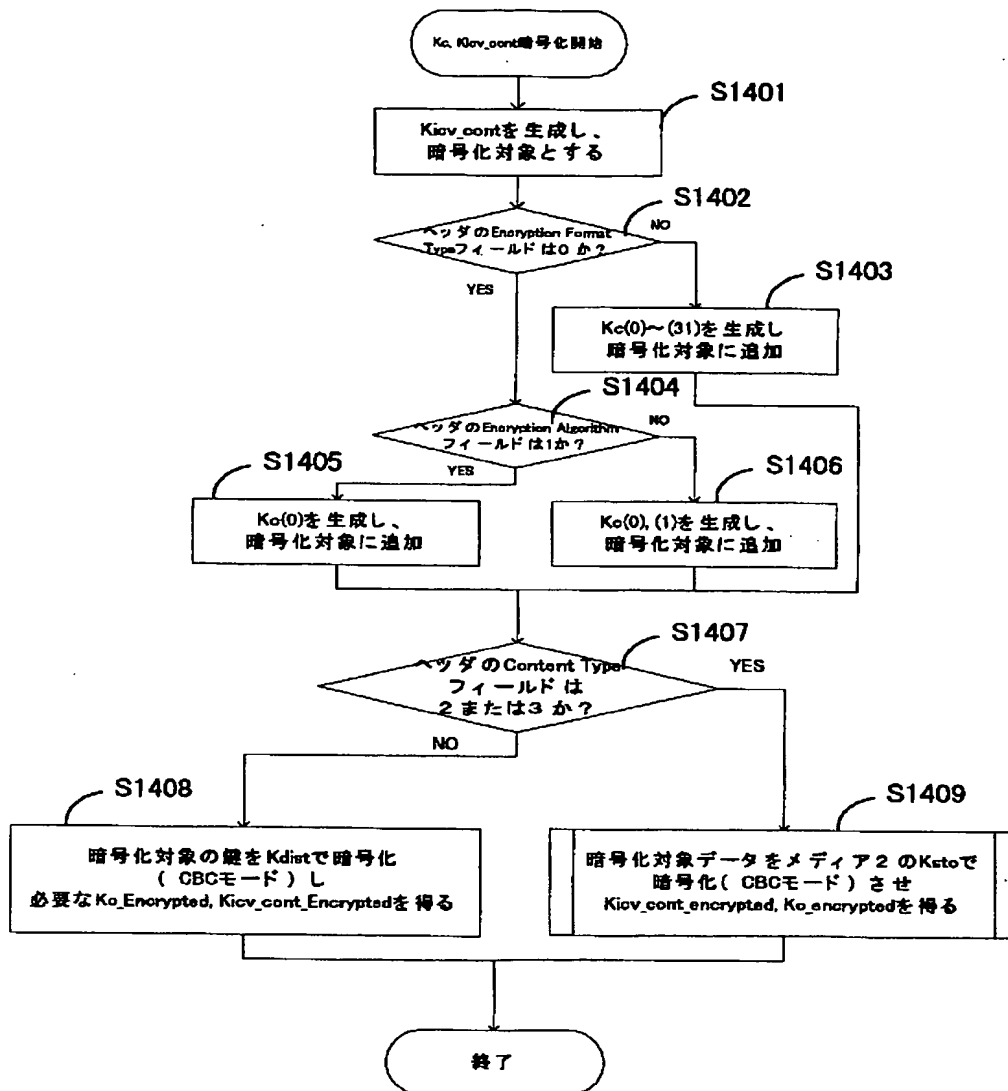 Kc, Kicv_cont暗号化開始
S1401
Kicv_contを生成し、
暗号化対象とする
S1402
ヘッダのEncryption Format
Typeフィールドは0か？
NO
YES
S1403
Kc(0)～(31)を生成し
暗号化対象に追加
S1404
ヘッダのEncryption Algorithm
フィールドは1か？
NO
YES
S1405
Kc(0)を生成し、
暗号化対象に追加
S1406
Kc(0), (1)を生成し、
暗号化対象に追加
S1407
ヘッダのContent Type
フィールドは
2または3か？
YES
NO
S1408
暗号化対象の鍵をKdistで暗号化
（CBCモード）し
必要なKc_Encrypted, Kicv_cont_Encryptedを得る
S1409
暗号化対象データをメディア2のKstoで
暗号化（CBCモード）させ
Kicv_cont_encrypted, Kc_encryptedを得る
終了